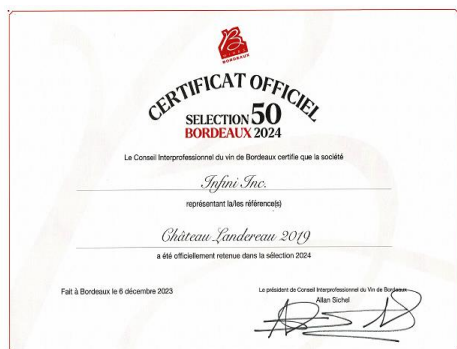 BORDEAUX
CERTIFICAT OFFICIEL
SELECTION 50
BORDEAUX 2024
Le Conseil Interprofessionnel du vin de Bordeaux certifie que la société
Infini Inc.
représentant la/les référence(s)
Château Landereau 2019
a été officiellement retenue dans la sélection 2024
Fait à Bordeaux le 6 décembre 2023
Le président de Conseil Interprofessionnel du Vin de Bordeaux
Allan Sichel